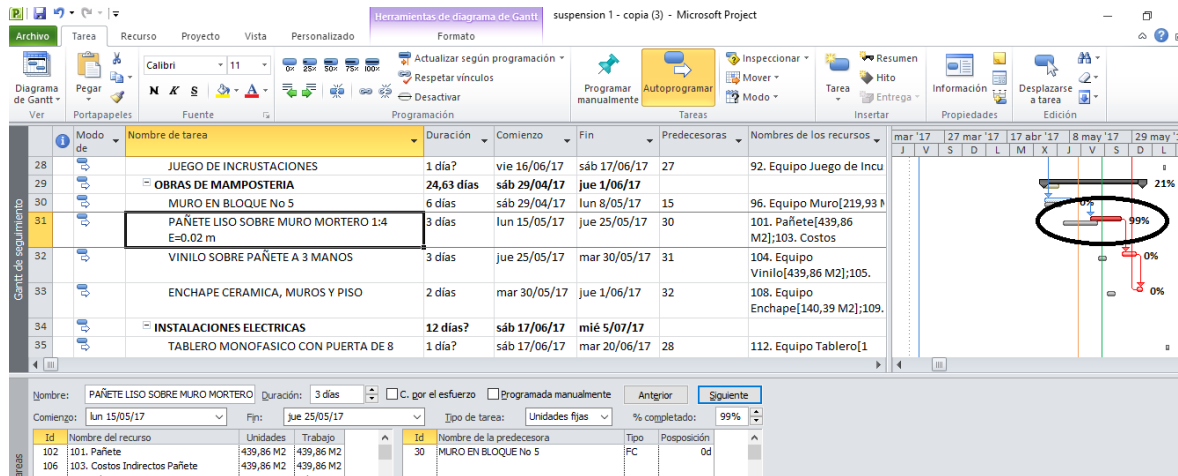 Herramientas de diagrama de Gantt suspension 1 - copia (3) - Microsoft Project
Archivo Tarea Recurso Proyecto Vista Personalizado Formato
Diagrama de Gantt
Ver
Pegar
Portapapeles
Calibri 11
N K S A
Fuente
0x 25x 50x 75x 100x
Actualizar según programación
Respetar vínculos
Desactivar
Programación
Programar manualmente
Autoprogramar
Inspeccionar
Mover
Modo
Tareas
Tarea
Resumen
Hito
Entrega
Insertar
Información
Propiedades
Desplazarse a tarea
Edición
Modo de Nombre de tarea Duración Comienzo Fin Predecesoras Nombres de los recursos mar '17 27 mar '17 17 abr '17 8 may '17 29 may '
J V S D L M X J V S D L
28 JUEGO DE INCRUSTACIONES 1 día? vie 16/06/17 sáb 17/06/17 27 92. Equipo Juego de Incu
29 OBRAS DE MAMPOSTERIA 24,63 días sáb 29/04/17 jue 1/06/17 21%
30 MURO EN BLOQUE No 5 6 días sáb 29/04/17 lun 8/05/17 15 96. Equipo Muro[219,93 M 0%
31 PAÑETE LISO SOBRE MURO MORTERO 1:4 E=0.02 m 3 días lun 15/05/17 jue 25/05/17 30 101. Pañete[439,86 M2];103. Costos 99%
32 VINILO SOBRE PAÑETE A 3 MANOS 3 días jue 25/05/17 mar 30/05/17 31 104. Equipo Vinilo[439,86 M2];105. 0%
33 ENCHAPE CERAMICA, MUROS Y PISO 2 días mar 30/05/17 jue 1/06/17 32 108. Equipo Enchape[140,39 M2];109. 0%
34 INSTALACIONES ELECTRICAS 12 días? sáb 17/06/17 mié 5/07/17
35 TABLERO MONOFASICO CON PUERTA DE 8 1 día? sáb 17/06/17 mar 20/06/17 28 112. Equipo Tablero[1
Gantt de seguimiento
Nombre: PAÑETE LISO SOBRE MURO MORTERO Duración: 3 días C. por el esfuerzo Programada manualmente Anterior Siguiente
Comienzo: lun 15/05/17 Fin: jue 25/05/17 Tipo de tarea: Unidades fijas % completado: 99%
Id Nombre del recurso Unidades Trabajo Id Nombre de la predecesora Tipo Posposición
102 101. Pañete 439,86 M2 439,86 M2 30 MURO EN BLOQUE No 5 FC 0d
106 103. Costos Indirectos Pañete 439,86 M2 439,86 M2